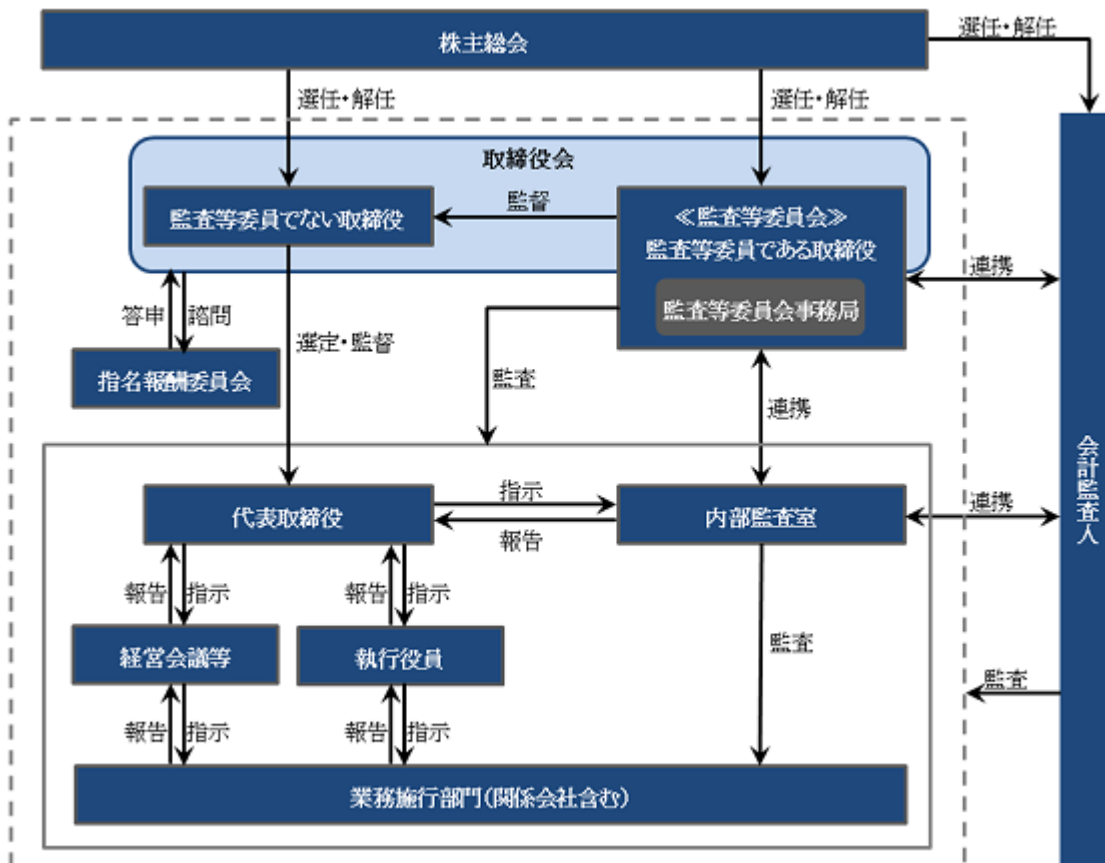 株主総会
選任・解任
選任・解任
選任・解任
取締役会
監査等委員でない取締役
監督
≪監査等委員会≫
監査等委員である取締役
監査等委員会事務局
連携
答申
諮問
選定・監督
指名報酬委員会
監査
連携
会計監査人
代表取締役
指示
報告
内部監査室
連携
報告
指示
報告
指示
経営会議等
執行役員
監査
監査
報告
指示
報告
指示
業務施行部門(関係会社含む)